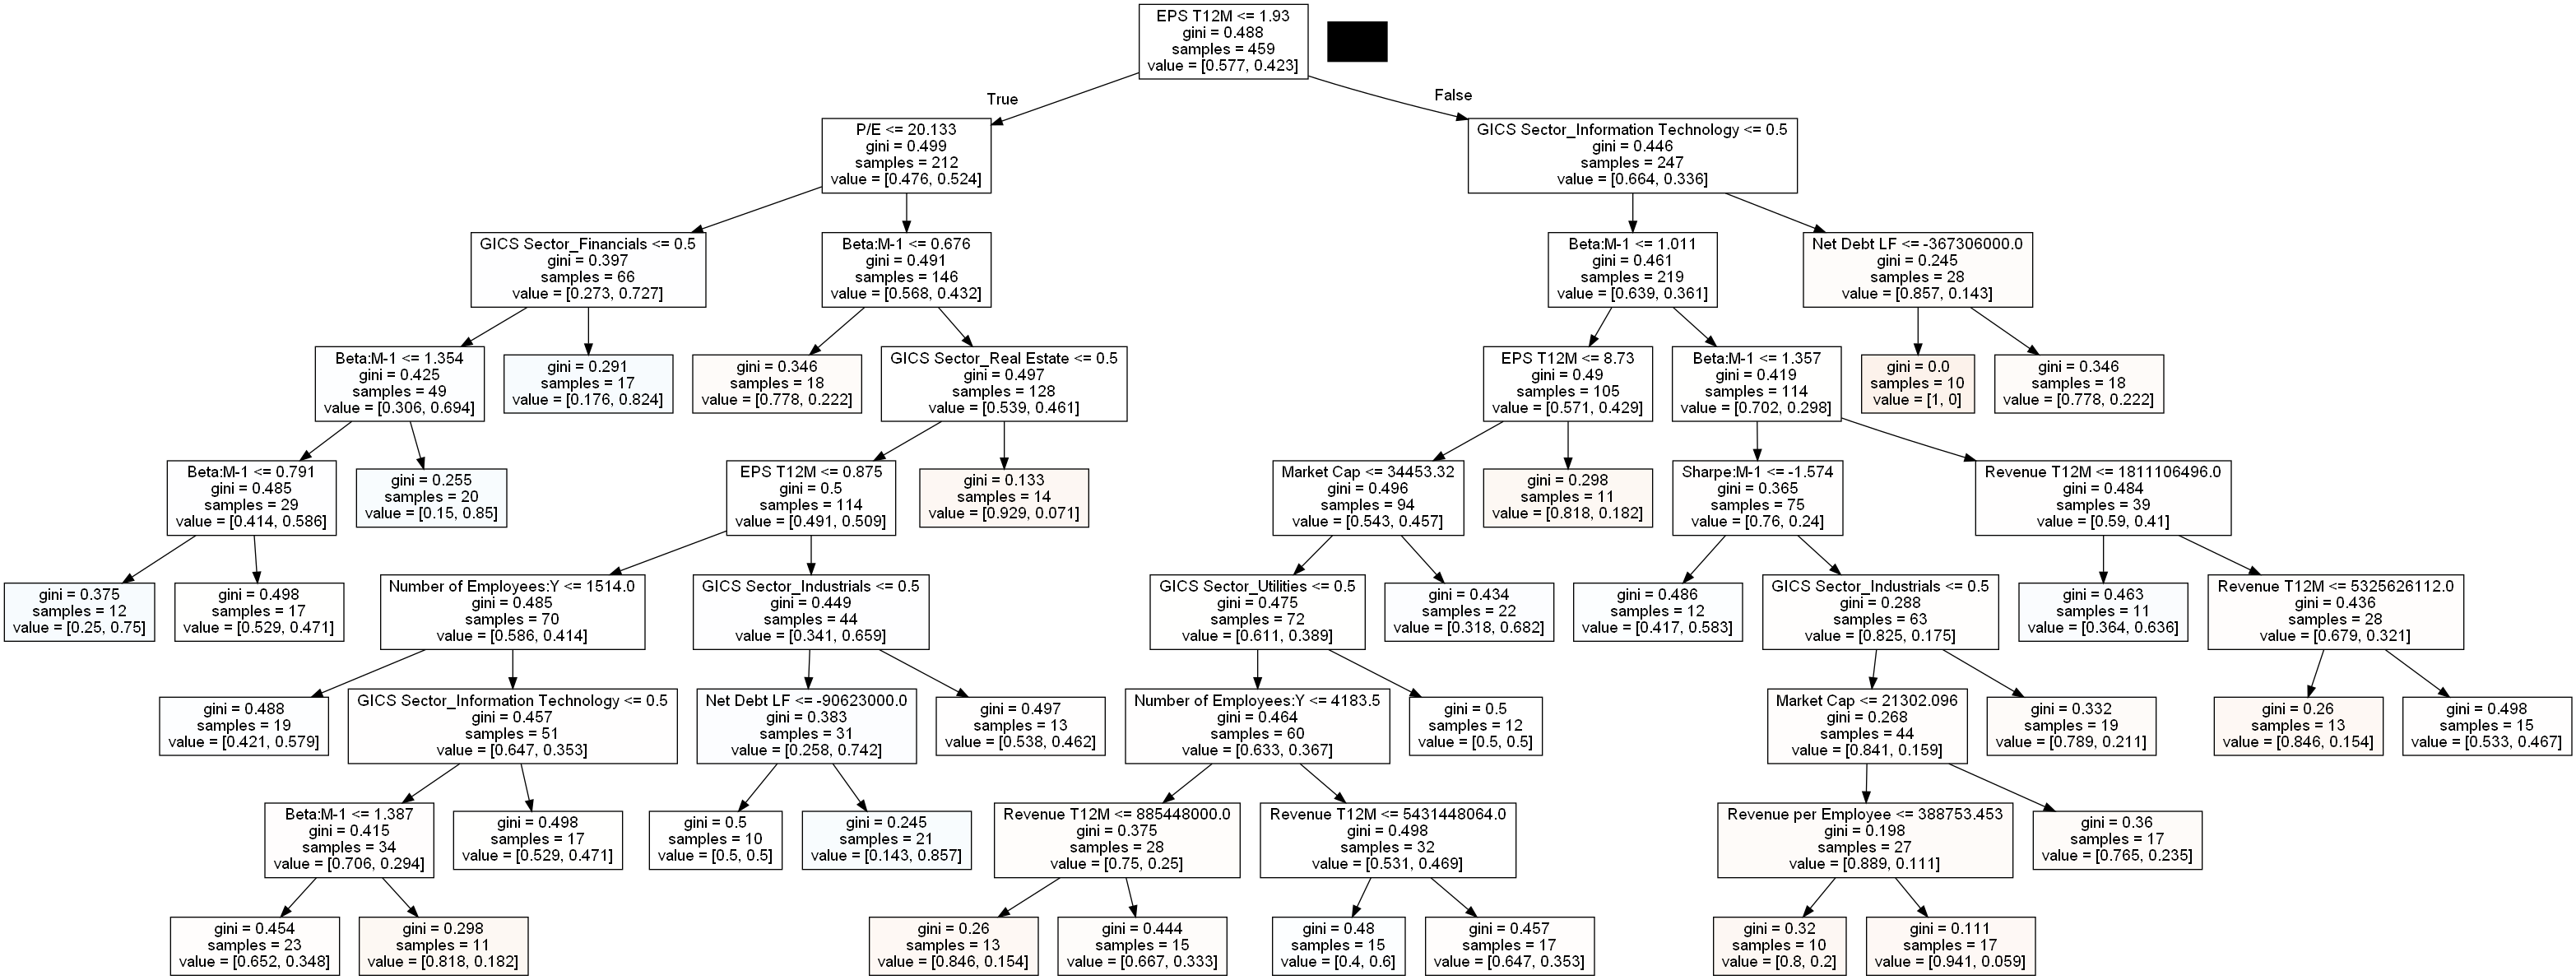 EPS T12M <= 1.93
gini = 0.488
samples = 459
value = [0.577, 0.423]
True
False
P/E <= 20.133
gini = 0.499
samples = 212
value = [0.476, 0.524]
GICS Sector_Information Technology <= 0.5
gini = 0.446
samples = 247
value = [0.664, 0.336]
GICS Sector_Financials <= 0.5
gini = 0.397
samples = 66
value = [0.273, 0.727]
Beta:M-1 <= 0.676
gini = 0.491
samples = 146
value = [0.568, 0.432]
Beta:M-1 <= 1.011
gini = 0.461
samples = 219
value = [0.639, 0.361]
Net Debt LF <= -367306000.0
gini = 0.245
samples = 28
value = [0.857, 0.143]
Beta:M-1 <= 1.354
gini = 0.425
samples = 49
value = [0.306, 0.694]
gini = 0.291
samples = 17
value = [0.176, 0.824]
gini = 0.346
samples = 18
value = [0.778, 0.222]
GICS Sector_Real Estate <= 0.5
gini = 0.497
samples = 128
value = [0.539, 0.461]
EPS T12M <= 8.73
gini = 0.49
samples = 105
value = [0.571, 0.429]
Beta:M-1 <= 1.357
gini = 0.419
samples = 114
value = [0.702, 0.298]
gini = 0.0
samples = 10
value = [1, 0]
gini = 0.346
samples = 18
value = [0.778, 0.222]
Beta:M-1 <= 0.791
gini = 0.485
samples = 29
value = [0.414, 0.586]
gini = 0.255
samples = 20
value = [0.15, 0.85]
EPS T12M <= 0.875
gini = 0.5
samples = 114
value = [0.491, 0.509]
gini = 0.133
samples = 14
value = [0.929, 0.071]
Market Cap <= 34453.32
gini = 0.496
samples = 94
value = [0.543, 0.457]
gini = 0.298
samples = 11
value = [0.818, 0.182]
Sharpe:M-1 <= -1.574
gini = 0.365
samples = 75
value = [0.76, 0.24]
Revenue T12M <= 1811106496.0
gini = 0.484
samples = 39
value = [0.59, 0.41]
gini = 0.375
samples = 12
value = [0.25, 0.75]
gini = 0.498
samples = 17
value = [0.529, 0.471]
Number of Employees:Y <= 1514.0
gini = 0.485
samples = 70
value = [0.586, 0.414]
GICS Sector_Industrials <= 0.5
gini = 0.449
samples = 44
value = [0.341, 0.659]
GICS Sector_Utilities <= 0.5
gini = 0.475
samples = 72
value = [0.611, 0.389]
gini = 0.434
samples = 22
value = [0.318, 0.682]
gini = 0.486
samples = 12
value = [0.417, 0.583]
GICS Sector_Industrials <= 0.5
gini = 0.288
samples = 63
value = [0.825, 0.175]
gini = 0.463
samples = 11
value = [0.364, 0.636]
Revenue T12M <= 5325626112.0
gini = 0.436
samples = 28
value = [0.679, 0.321]
gini = 0.488
samples = 19
value = [0.421, 0.579]
GICS Sector_Information Technology <= 0.5
gini = 0.457
samples = 51
value = [0.647, 0.353]
Net Debt LF <= -90623000.0
gini = 0.383
samples = 31
value = [0.258, 0.742]
gini = 0.497
samples = 13
value = [0.538, 0.462]
Number of Employees:Y <= 4183.5
gini = 0.464
samples = 60
value = [0.633, 0.367]
gini = 0.5
samples = 12
value = [0.5, 0.5]
Market Cap <= 21302.096
gini = 0.268
samples = 44
value = [0.841, 0.159]
gini = 0.332
samples = 19
value = [0.789, 0.211]
gini = 0.26
samples = 13
value = [0.846, 0.154]
gini = 0.498
samples = 15
value = [0.533, 0.467]
Beta:M-1 <= 1.387
gini = 0.415
samples = 34
value = [0.706, 0.294]
gini = 0.498
samples = 17
value = [0.529, 0.471]
gini = 0.5
samples = 10
value = [0.5, 0.5]
gini = 0.245
samples = 21
value = [0.143, 0.857]
Revenue T12M <= 885448000.0
gini = 0.375
samples = 28
value = [0.75, 0.25]
Revenue T12M <= 5431448064.0
gini = 0.498
samples = 32
value = [0.531, 0.469]
Revenue per Employee <= 388753.453
gini = 0.198
samples = 27
value = [0.889, 0.111]
gini = 0.36
samples = 17
value = [0.765, 0.235]
gini = 0.454
samples = 23
value = [0.652, 0.348]
gini = 0.298
samples = 11
value = [0.818, 0.182]
gini = 0.26
samples = 13
value = [0.846, 0.154]
gini = 0.444
samples = 15
value = [0.667, 0.333]
gini = 0.48
samples = 15
value = [0.4, 0.6]
gini = 0.457
samples = 17
value = [0.647, 0.353]
gini = 0.32
samples = 10
value = [0.8, 0.2]
gini = 0.111
samples = 17
value = [0.941, 0.059]